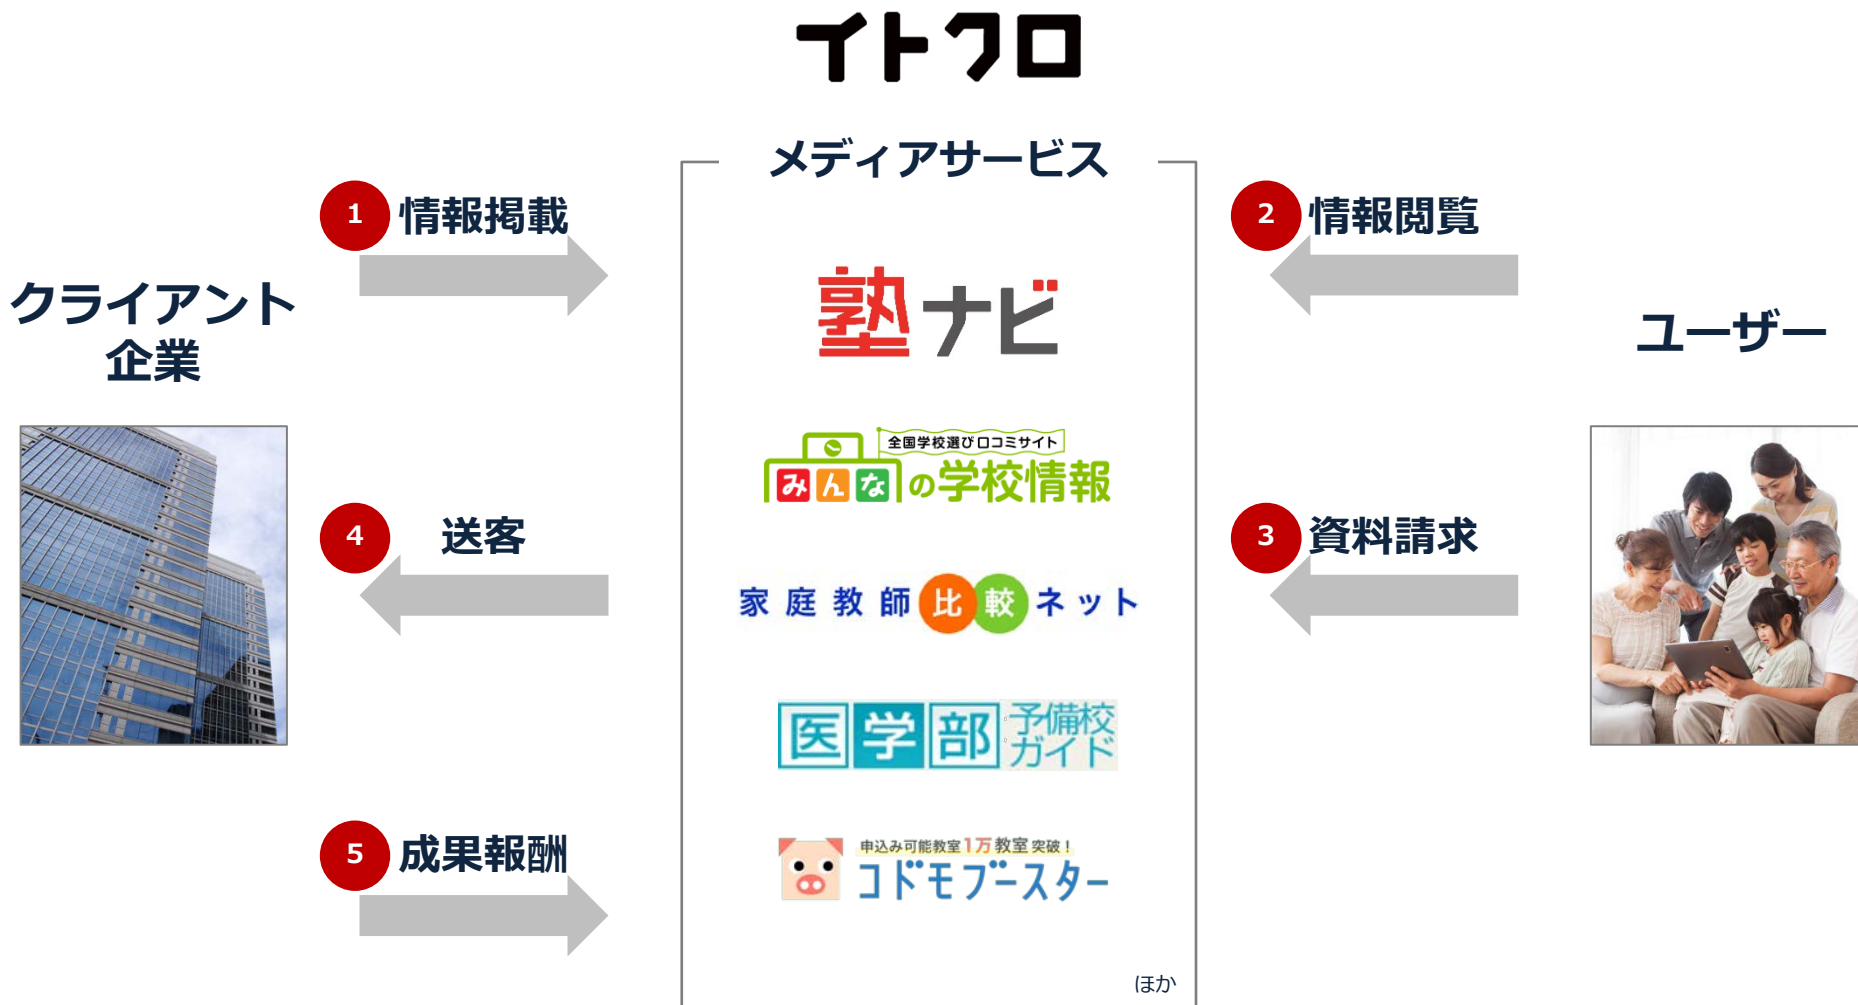 イトクロ
メディアサービス
1 情報掲載
2 情報閲覧
クライアント
企業
ユーザー
塾ナビ
全国学校選び口コミサイト
みんなの学校情報
4 送客
3 資料請求
家庭教師比較ネット
医学部予備校
ガイド
5 成果報酬
申込み可能教室1万教室突破！
コドモブースター
ほか